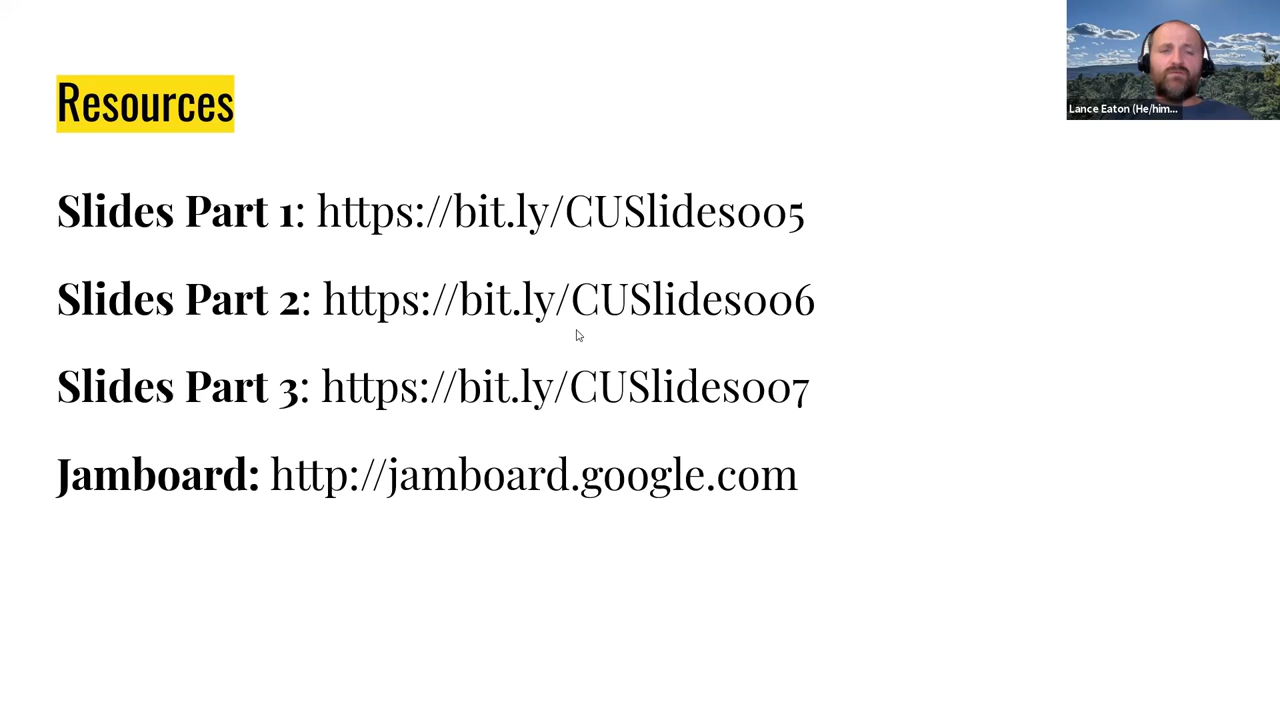 Resources
Lance Eaton (He/him...
Slides Part 1: https://bit.ly/CUSlides005
Slides Part 2: https://bit.ly/CUSlides006
Slides Part 3: https://bit.ly/CUSlides007
Jamboard: http://jamboard.google.com